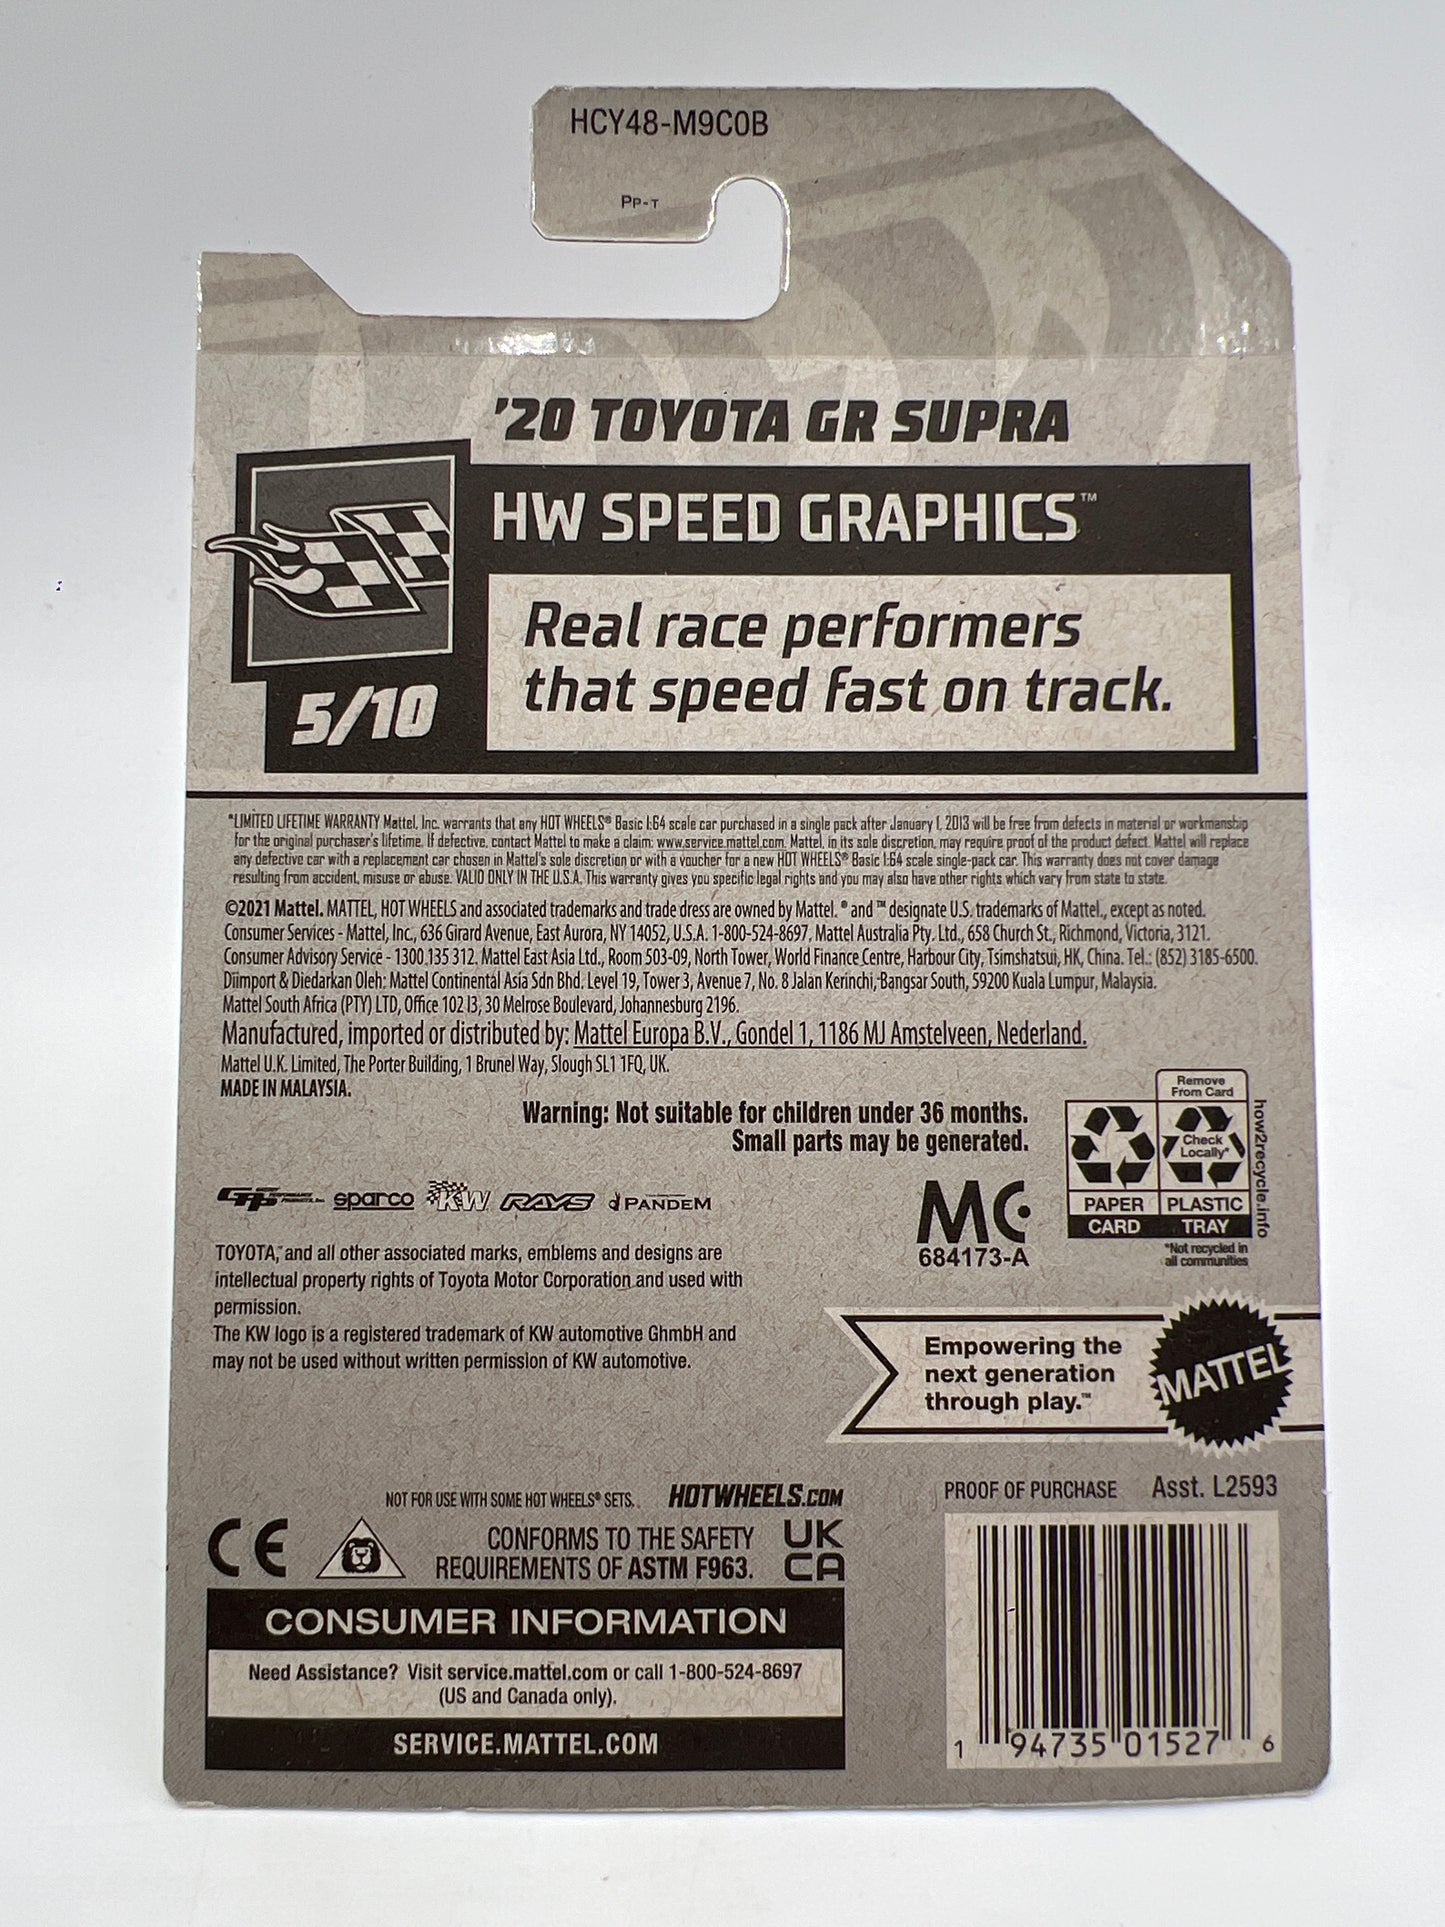 HCY48-M9C0B
PP-T
'20 TOYOTA GR SUPRA
HW SPEED GRAPHICS™
Real race performers
that speed fast on track.
5/10
*LIMITED LIFETIME WARRANTY Mattel, Inc. warrants that any HOT WHEELS® Basic 1:64 scale car purchased in a single pack after January 1, 2013 will be free from defects in material or workmanship
for the original purchaser's lifetime. If defective, contact Mattel to make a claim: www.service.mattel.com. Mattel, in its sole discretion, may require proof of the product defect. Mattel will replace
any defective car with a replacement car chosen in Mattel's sole discretion or with a voucher for a new HOT WHEELS® Basic 1:64 scale single-pack car. This warranty does not cover damage
resulting from accident, misuse or abuse. VALID ONLY IN THE U.S.A. This warranty gives you specific legal rights and you may also have other rights which vary from state to state.
©2021 Mattel. MATTEL, HOT WHEELS and associated trademarks and trade dress are owned by Mattel. ® and ™ designate U.S. trademarks of Mattel., except as noted.
Consumer Services - Mattel, Inc., 636 Girard Avenue, East Aurora, NY 14052, U.S.A. 1-800-524-8697. Mattel Australia Pty. Ltd., 658 Church St., Richmond, Victoria, 3121.
Consumer Advisory Service - 1300 135 312. Mattel East Asia Ltd., Room 503-09, North Tower, World Finance Centre, Harbour City, Tsimshatsui, HK, China. Tel.: (852) 3185-6500.
Diimport & Diedarkan Oleh: Mattel Continental Asia Sdn Bhd. Level 19, Tower 3, Avenue 7, No. 8 Jalan Kerinchi, Bangsar South, 59200 Kuala Lumpur, Malaysia.
Mattel South Africa (PTY) LTD, Office 102 I3, 30 Melrose Boulevard, Johannesburg 2196.
Manufactured, imported or distributed by: Mattel Europa B.V., Gondel 1, 1186 MJ Amstelveen, Nederland.
Mattel U.K. Limited, The Porter Building, 1 Brunel Way, Slough SL1 1FQ, UK.
MADE IN MALAYSIA.
Warning: Not suitable for children under 36 months.
Small parts may be generated.
Remove
From Card
Check
Locally*
PAPER
PLASTIC
CARD
TRAY
how2recycle.info
*Not recycled in
all communities
MC
684173-A
sparco KW RAYS PANDEM
TOYOTA, and all other associated marks, emblems and designs are
intellectual property rights of Toyota Motor Corporation and used with
permission.
The KW logo is a registered trademark of KW automotive GhmbH and
may not be used without written permission of KW automotive.
Empowering the
next generation
through play.™
MATTEL
NOT FOR USE WITH SOME HOT WHEELS® SETS. HOTWHEELS.COM
CE
CONFORMS TO THE SAFETY
REQUIREMENTS OF ASTM F963.
UK
CA
PROOF OF PURCHASE Asst. L2593
CONSUMER INFORMATION
Need Assistance? Visit service.mattel.com or call 1-800-524-8697
(US and Canada only).
SERVICE.MATTEL.COM
1 94735 01527 6